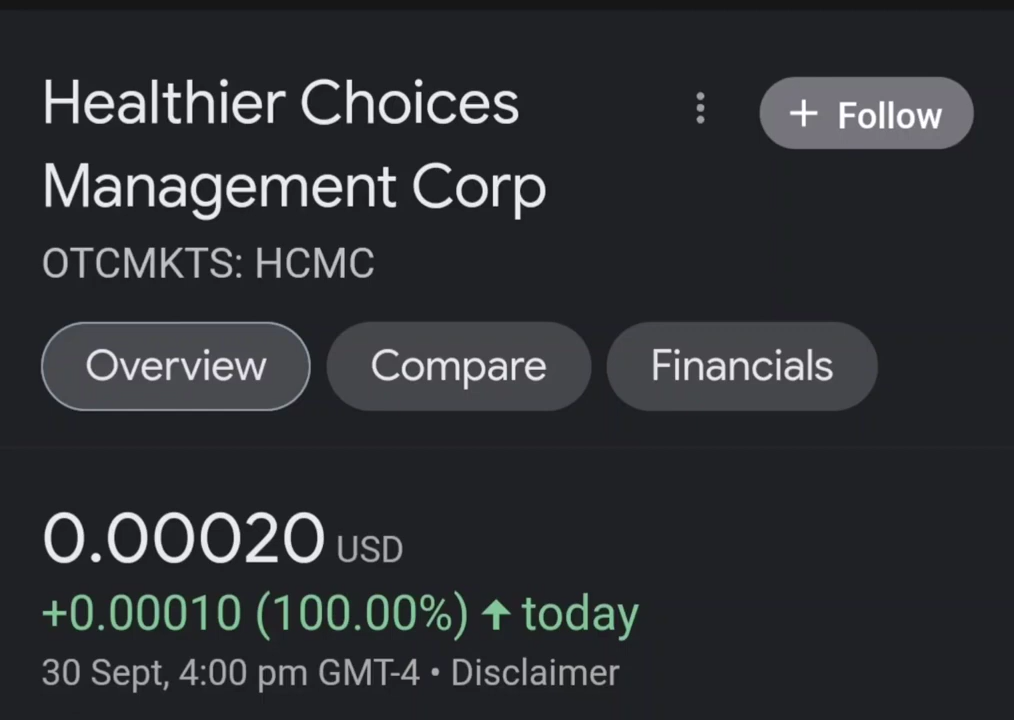 Healthier Choices
Management Corp
+ Follow
OTCMKTS: HCMC
Overview Compare Financials
0.00020 USD
+0.00010 (100.00%) ↑ today
30 Sept, 4:00 pm GMT-4 • Disclaimer